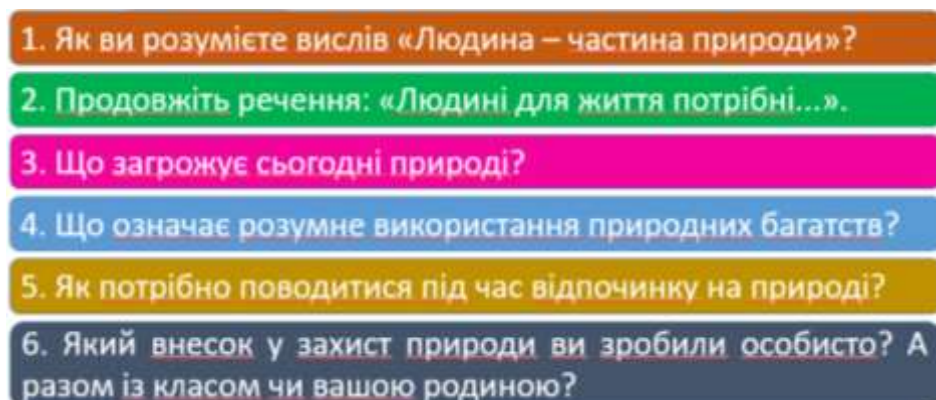 1. Як ви розумієте вислів «Людина – частина природи»?
2. Продовжіть речення: «Людині для життя потрібні...».
3. Що загрожує сьогодні природі?
4. Що означає розумне використання природних багатств?
5. Як потрібно поводитися під час відпочинку на природі?
6. Який внесок у захист природи ви зробили особисто? А
разом із класом чи вашою родиною?